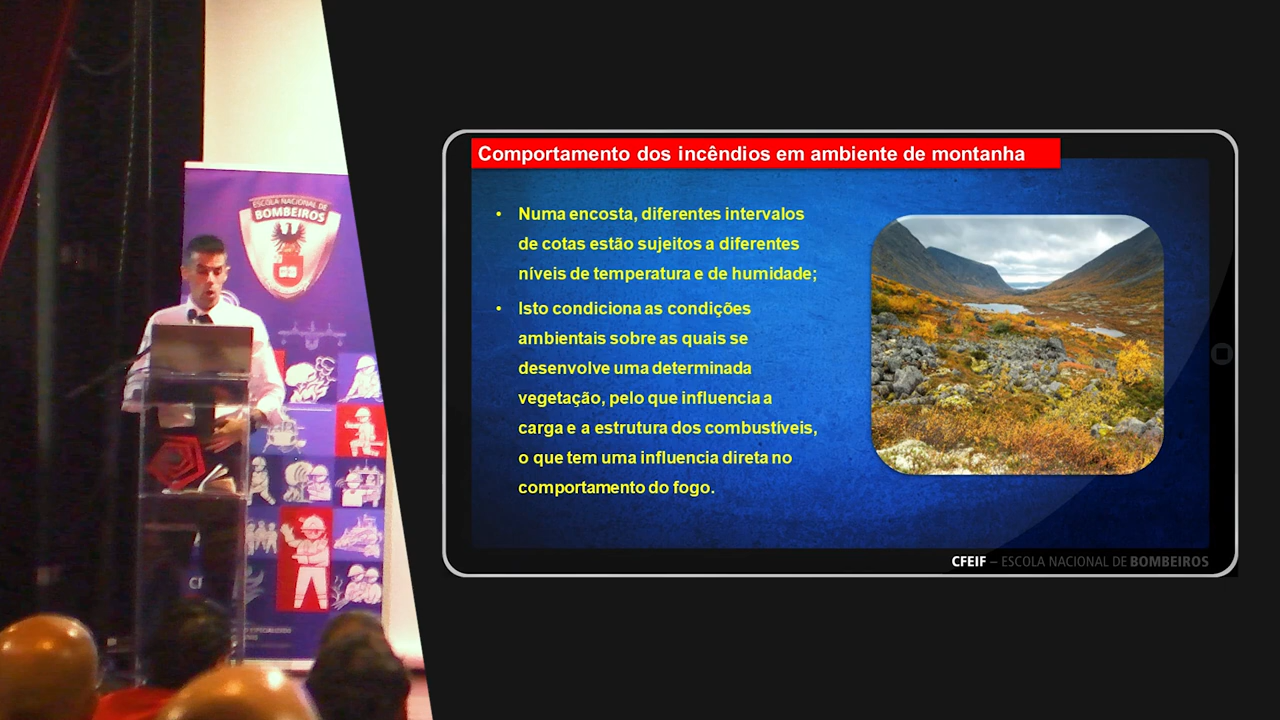 ESCOLA NACIONAL DE
BOMBEIROS
Comportamento dos incêndios em ambiente de montanha
• Numa encosta, diferentes intervalos
de cotas estão sujeitos a diferentes
níveis de temperatura e de humidade;
• Isto condiciona as condições
ambientais sobre as quais se
desenvolve uma determinada
vegetação, pelo que influencia a
carga e a estrutura dos combustíveis,
o que tem uma influencia direta no
comportamento do fogo.
CFEIF – ESCOLA NACIONAL DE BOMBEIROS